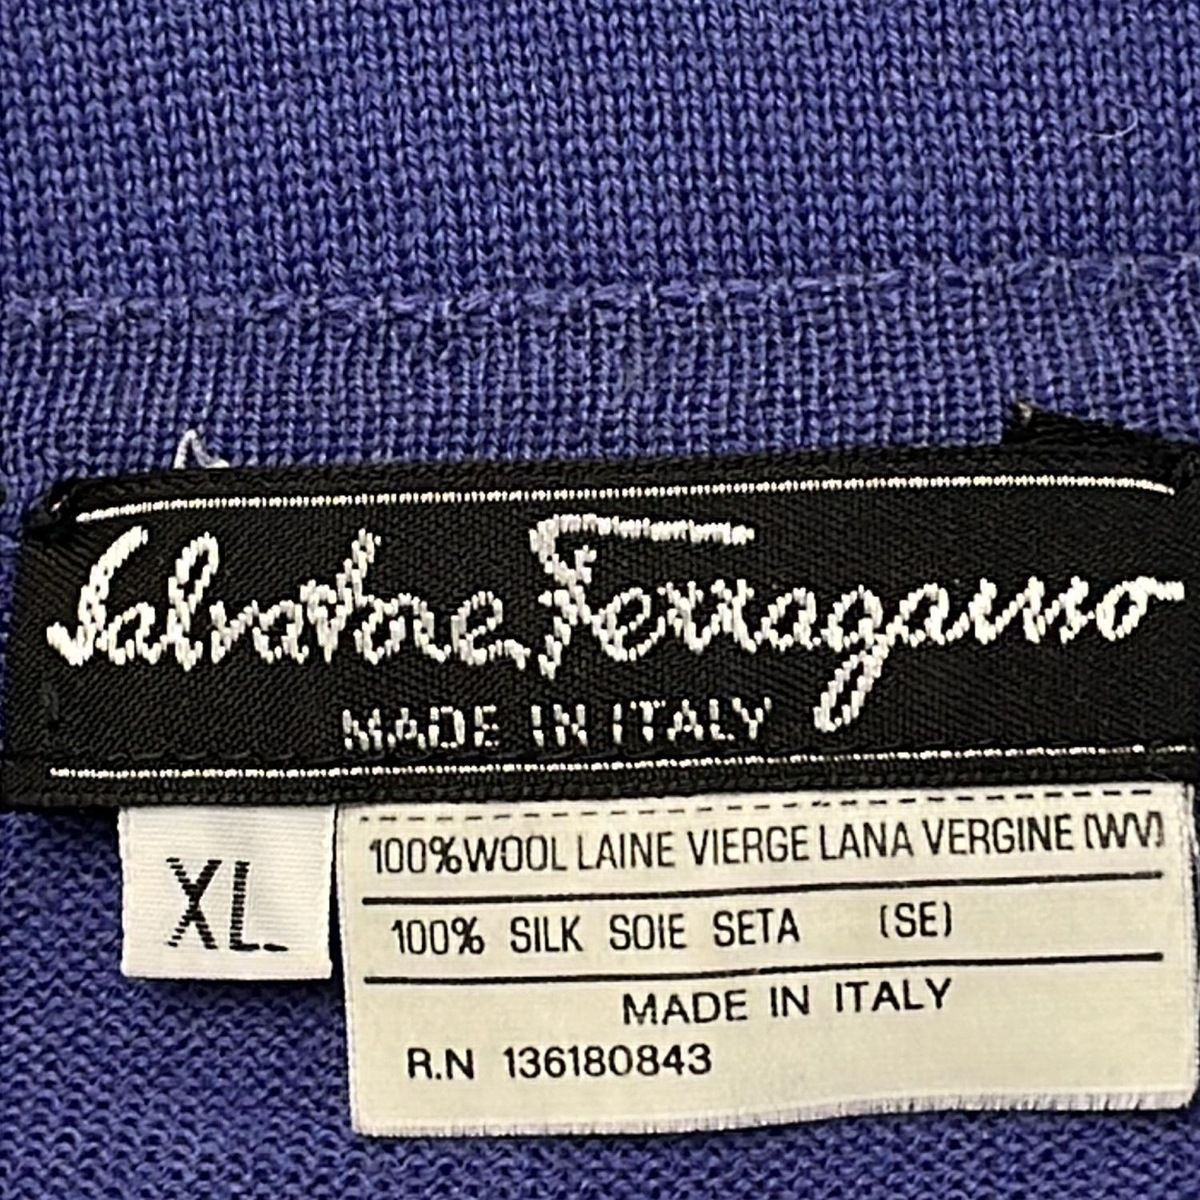 Salvatore Ferragamo
MADE IN ITALY
XL
100%WOOL LAINE VIERGE LANA VERGINE (WV)
100% SILK SOIE SETA (SE)
MADE IN ITALY
R.N 136180843